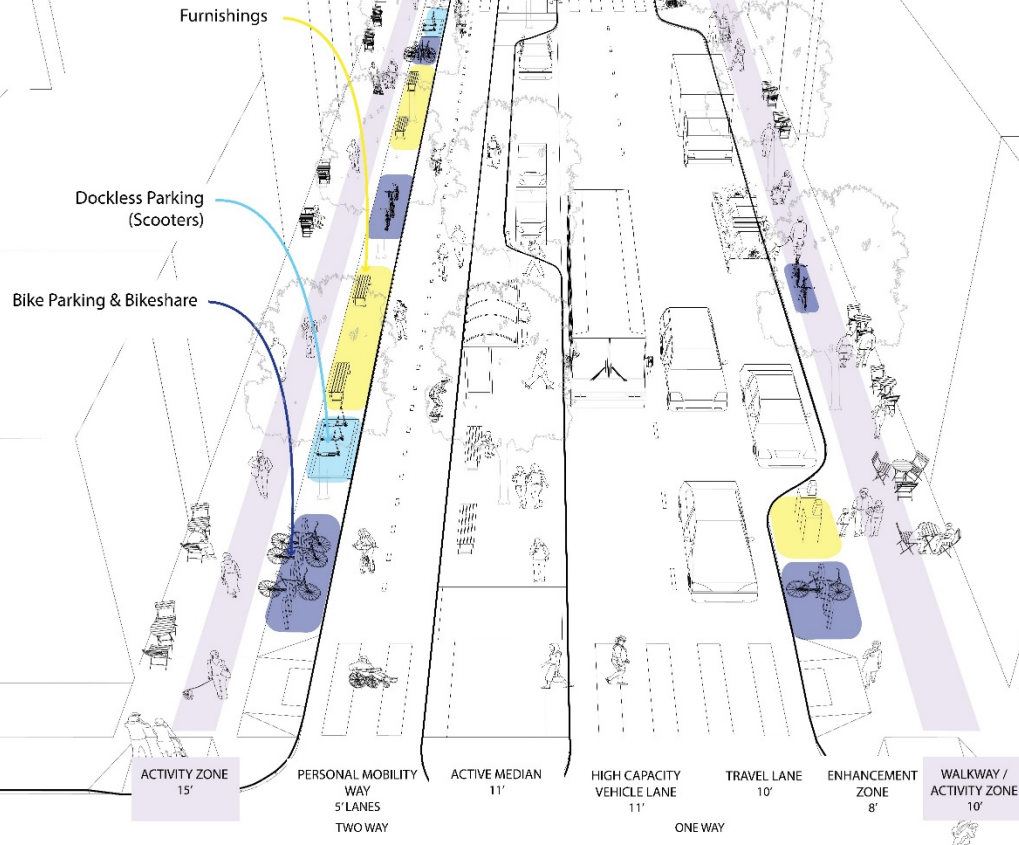 Furnishings
Dockless Parking
(Scooters)
Bike Parking & Bikeshare
ACTIVITY ZONE
15'
PERSONAL MOBILITY
WAY
5' LANES
TWO WAY
ACTIVE MEDIAN
11'
HIGH CAPACITY
VEHICLE LANE
11'
TRAVEL LANE
10'
ONE WAY
ENHANCEMENT
ZONE
8'
WALKWAY /
ACTIVITY ZONE
10'